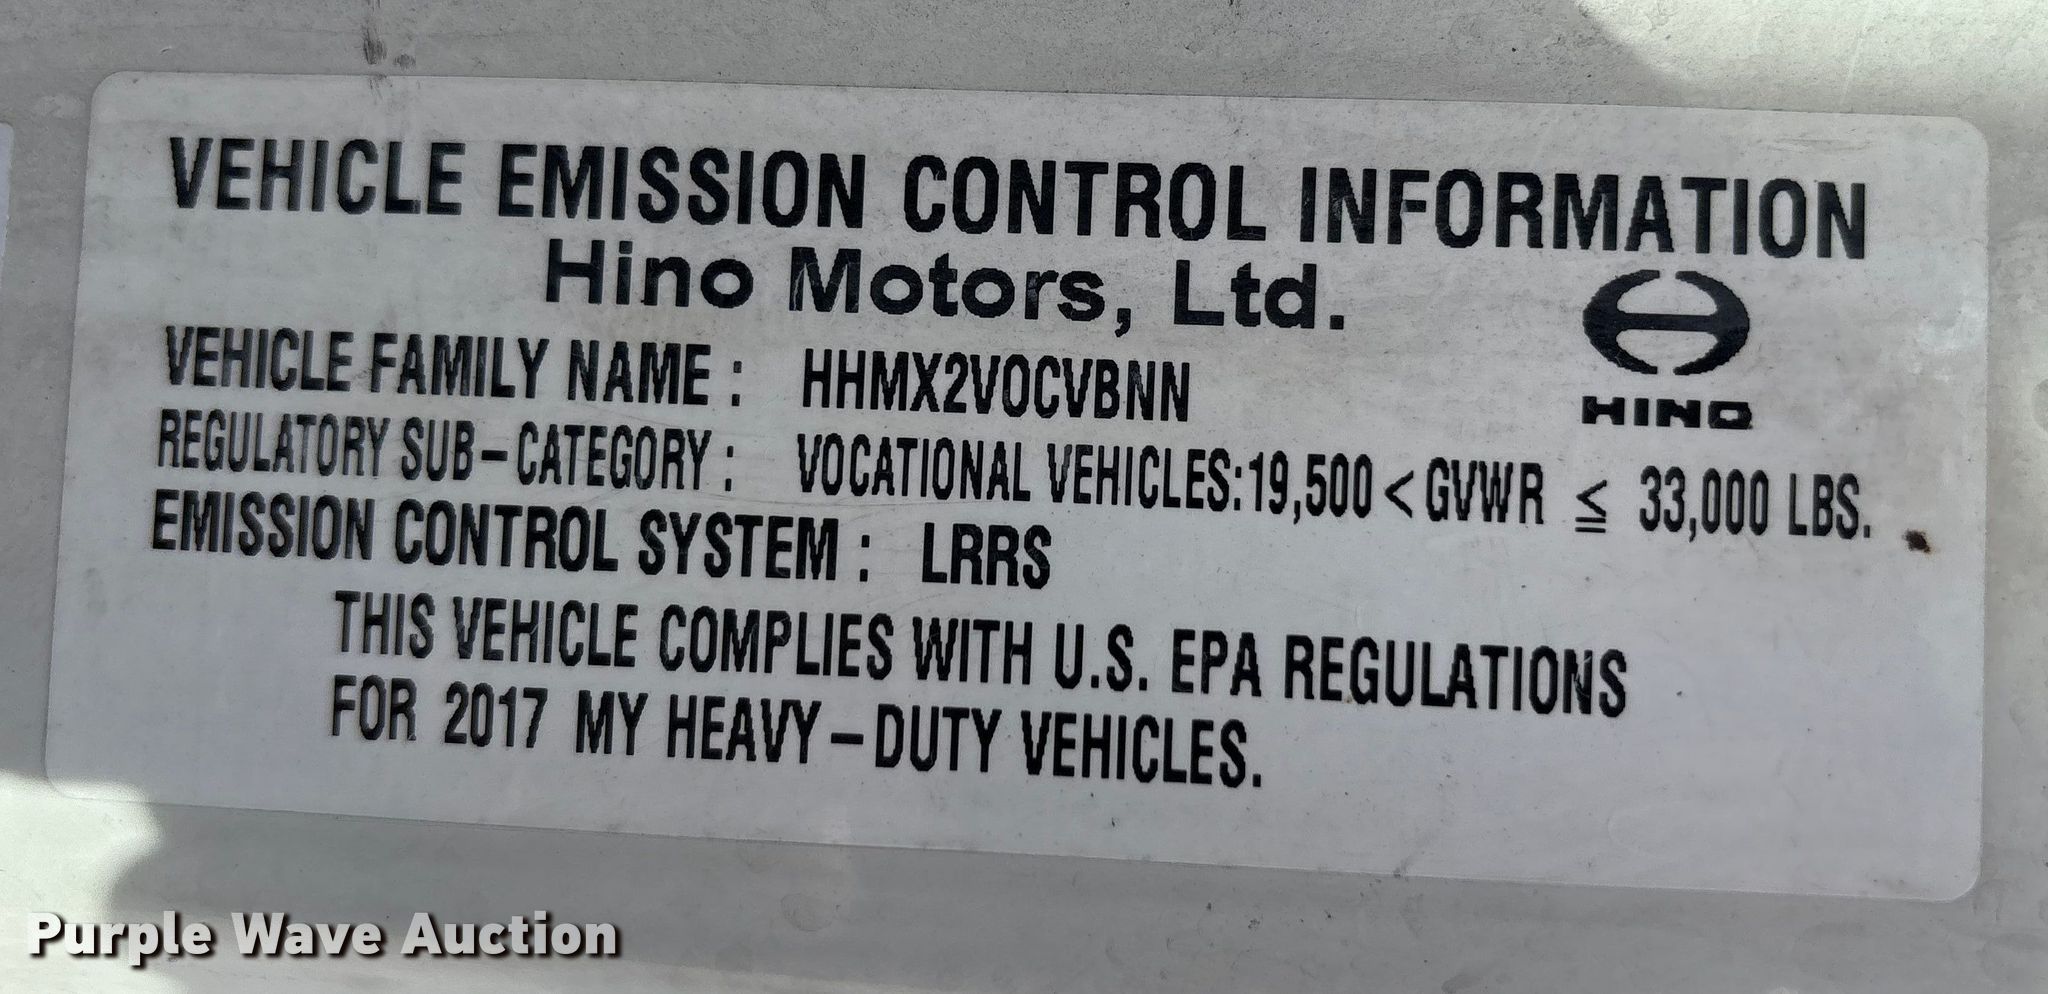 VEHICLE EMISSION CONTROL INFORMATION
Hino Motors, Ltd.
HINO
VEHICLE FAMILY NAME : HHMX2VOCVBNN
REGULATORY SUB-CATEGORY : VOCATIONAL VEHICLES:19,500 < GVWR ≦ 33,000 LBS.
EMISSION CONTROL SYSTEM : LRRS
THIS VEHICLE COMPLIES WITH U.S. EPA REGULATIONS
FOR 2017 MY HEAVY-DUTY VEHICLES.
Purple Wave Auction